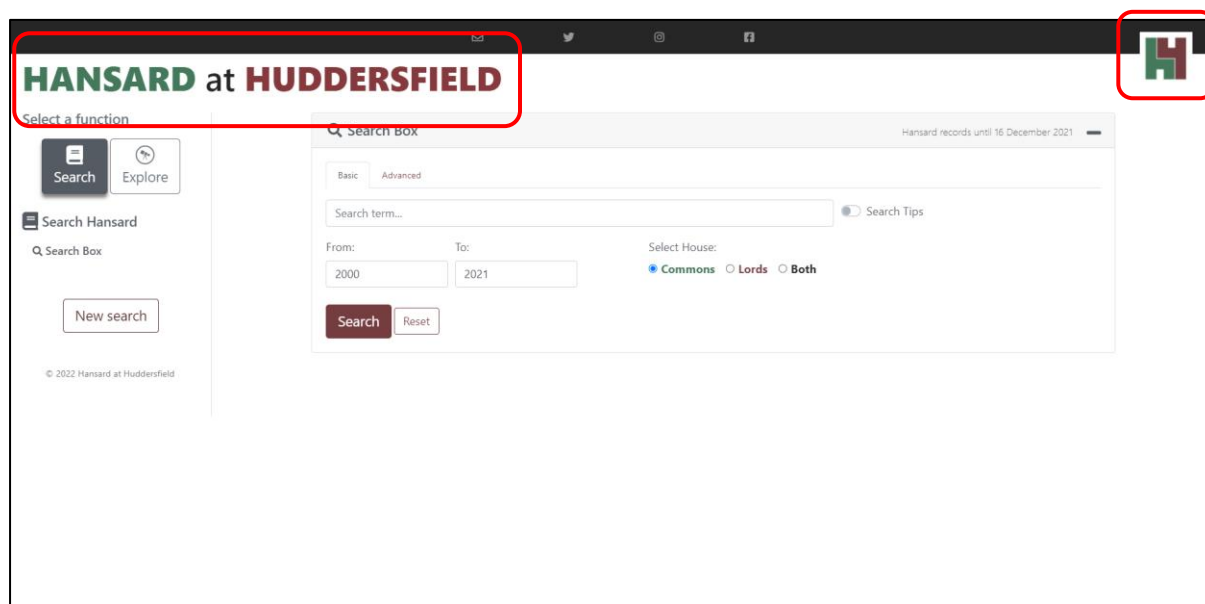 HANSARD at HUDDERSFIELD
Select a function
Search
Explore
Search Hansard
Search Box
New search
© 2022 Hansard at Huddersfield
Search Box
Hansard records until 16 December 2021
Basic
Advanced
Search term...
Search Tips
From:
To:
Select House:
2000
2021
Commons
Lords
Both
Search
Reset